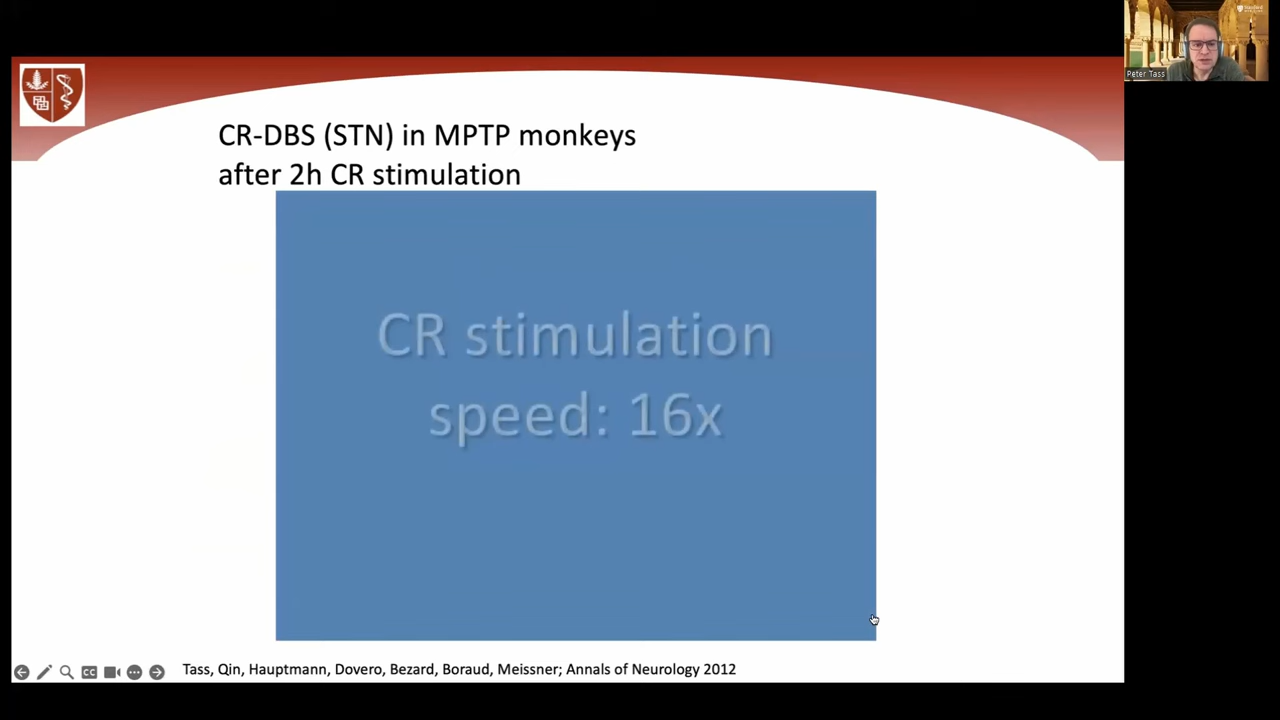 Peter Tass
CR-DBS (STN) in MPTP monkeys
after 2h CR stimulation
CR stimulation
speed: 16x
CC
Tass, Qin, Hauptmann, Dovero, Bezard, Boraud, Meissner; Annals of Neurology 2012